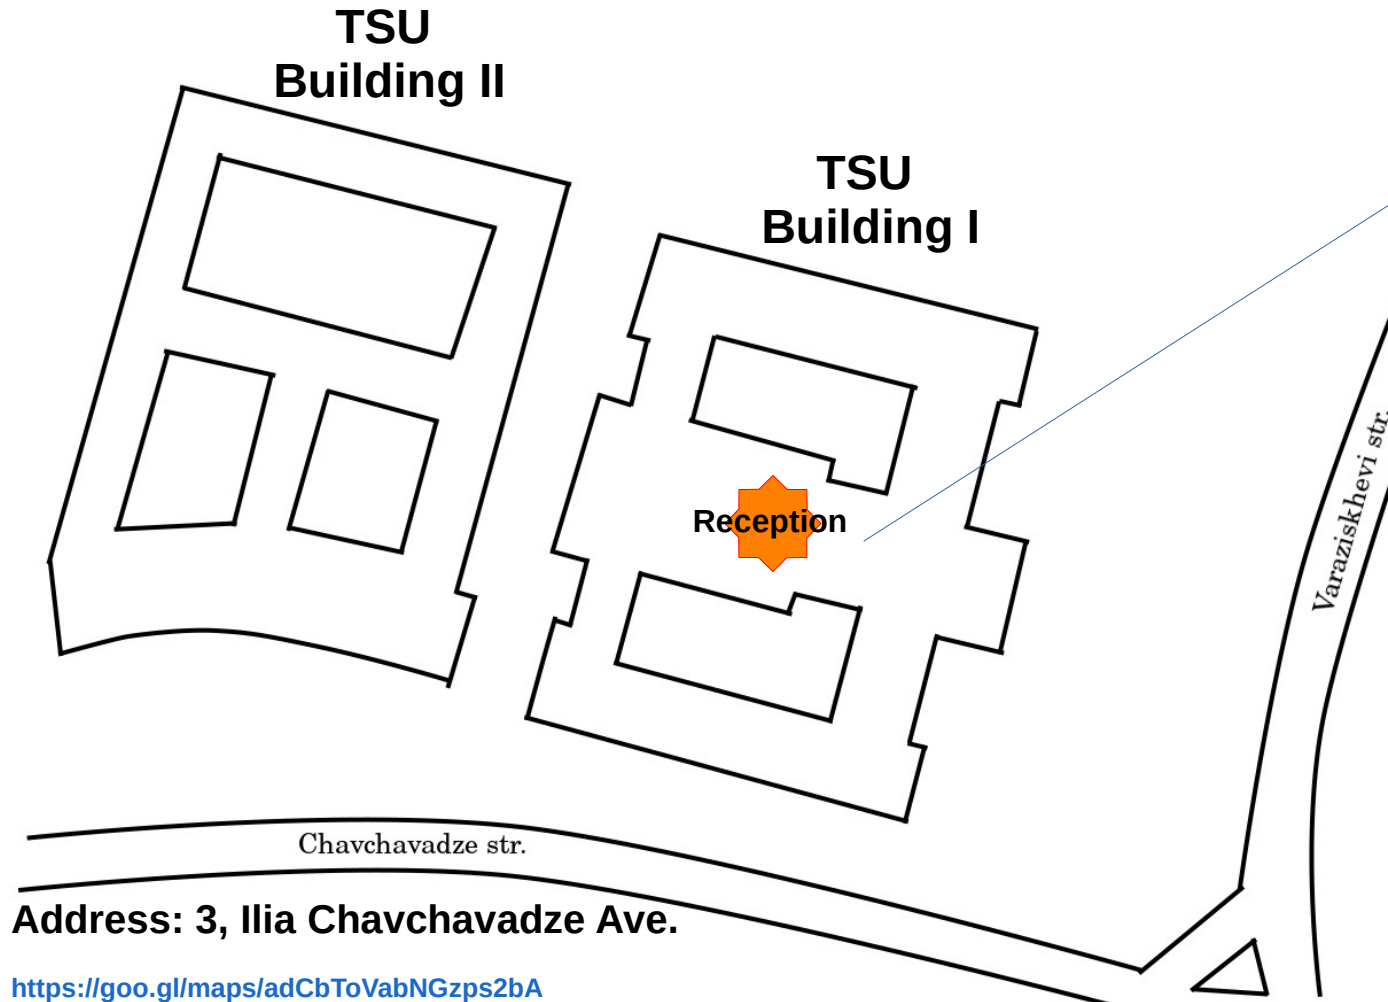 TSU
Building II
TSU
Building I
Reception
Varaziskhevi str.
Chavchavadze str.
Address: 3, Ilia Chavchavadze Ave.
https://goo.gl/maps/adCbToVabNGzps2bA